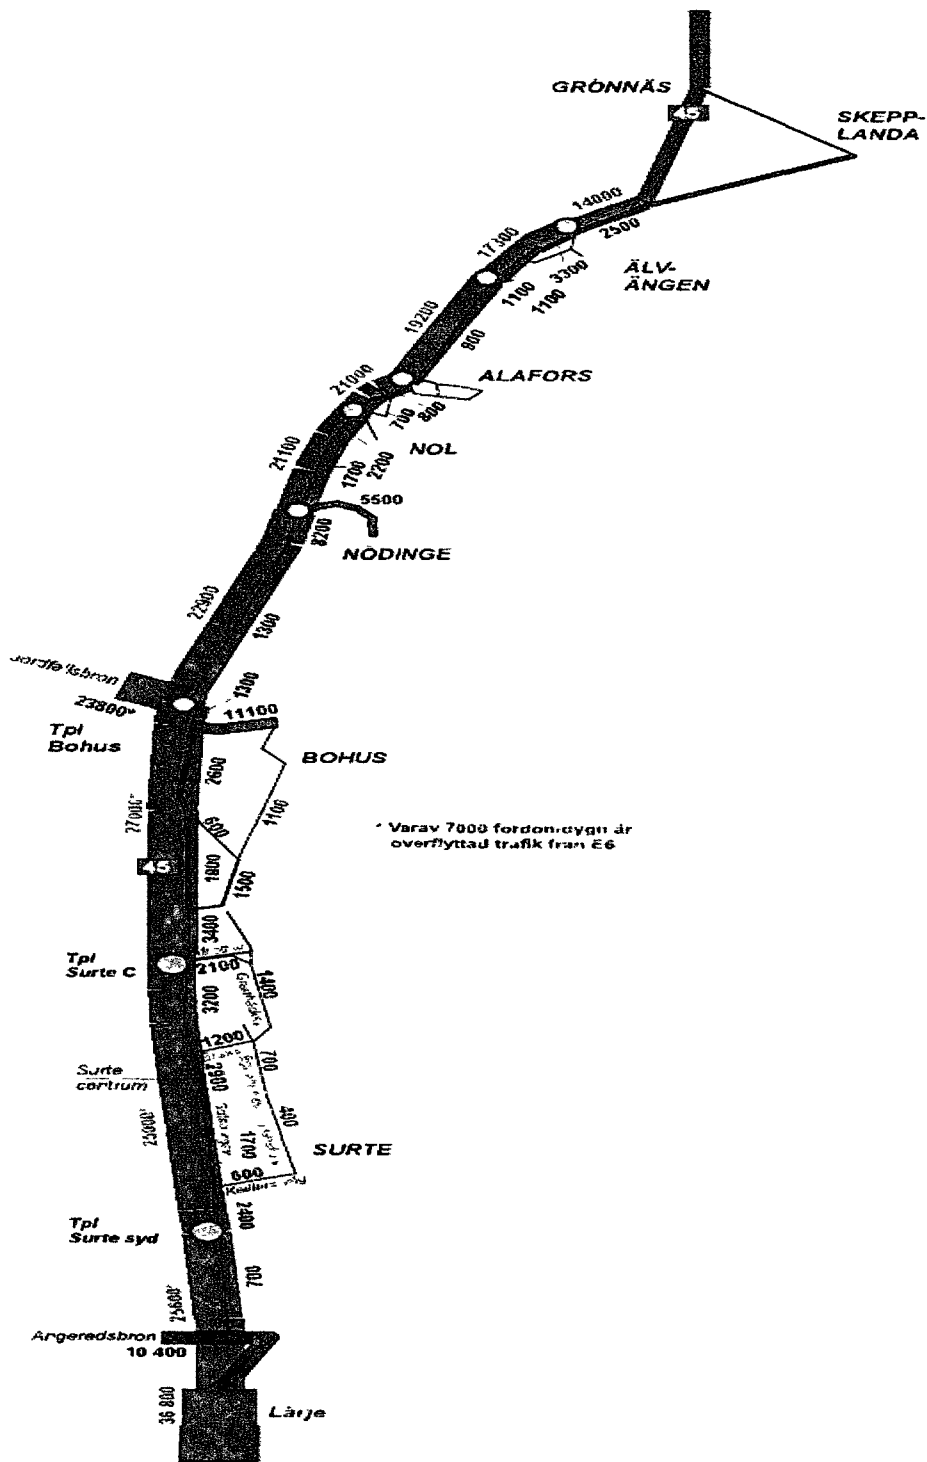 GRÖNNÄS
45
SKEPP-
LANDA
14000
2500
17300
3300
1100
1100
ÄLV-
ÄNGEN
19200
800
ALAFORS
21000
700
800
NOL
21100
1700
2200
5500
8200
NÖDINGE
22900
1300
23800*
1300
11100
Tpl
Bohus
BOHUS
2600
27000*
600
1100
* Varav 7000 fordon/dygn är
överflyttad trafik från E6
45
1800
1500
3400
Tpl
Surte C
2100
3200
1400
1200
2900
700
Surte
centrum
25000*
400
1700
SURTE
600
2400
Tpl
Surte syd
700
25600*
Angeredsbron
10 400
36 800
Lärje